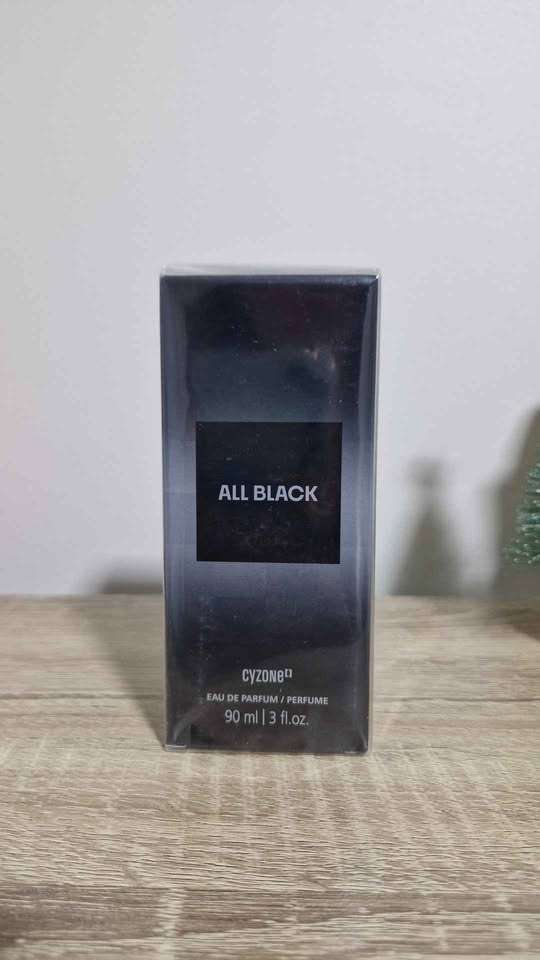 ALL BLACK
cyzone
EAU DE PARFUM / PERFUME
90 ml | 3 fl.oz.